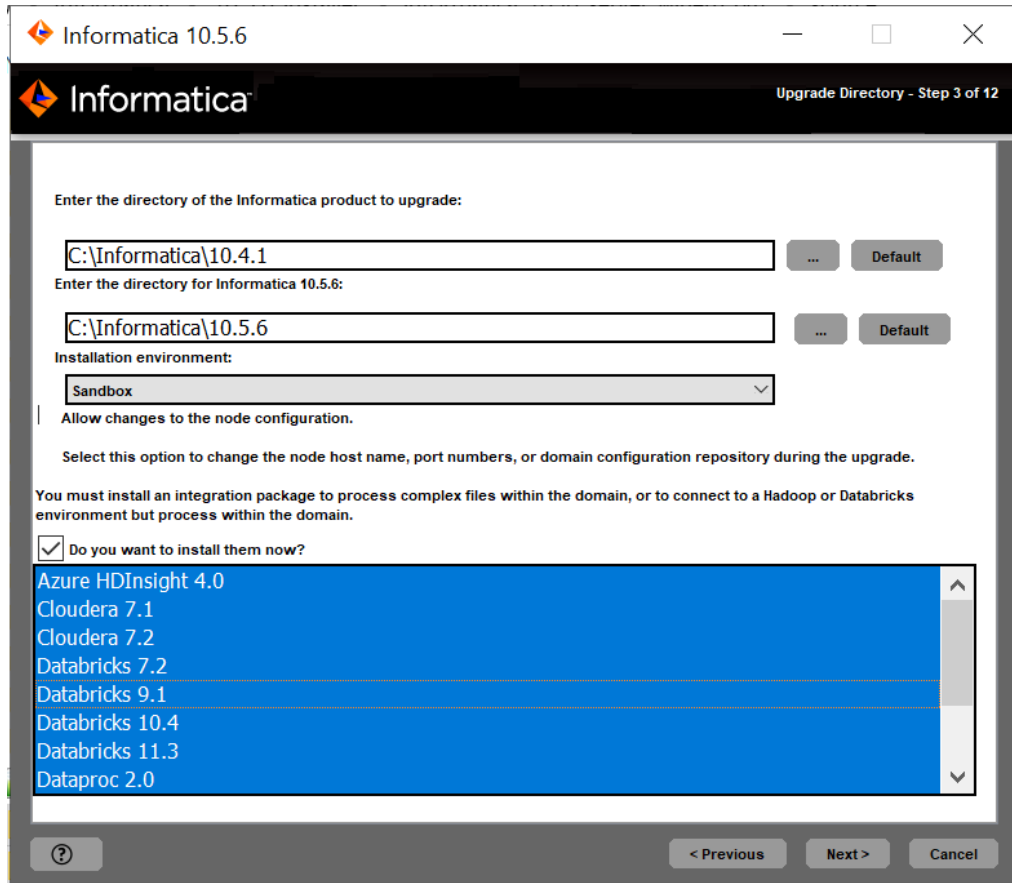 Informatica 10.5.6
Informatica
Upgrade Directory - Step 3 of 12
Enter the directory of the Informatica product to upgrade:
C:\Informatica\10.4.1
...
Default
Enter the directory for Informatica 10.5.6:
C:\Informatica\10.5.6
...
Default
Installation environment:
Sandbox
Allow changes to the node configuration.
Select this option to change the node host name, port numbers, or domain configuration repository during the upgrade.
You must install an integration package to process complex files within the domain, or to connect to a Hadoop or Databricks
environment but process within the domain.
Do you want to install them now?
Azure HDInsight 4.0
Cloudera 7.1
Cloudera 7.2
Databricks 7.2
Databricks 9.1
Databricks 10.4
Databricks 11.3
Dataproc 2.0
?
< Previous
Next >
Cancel